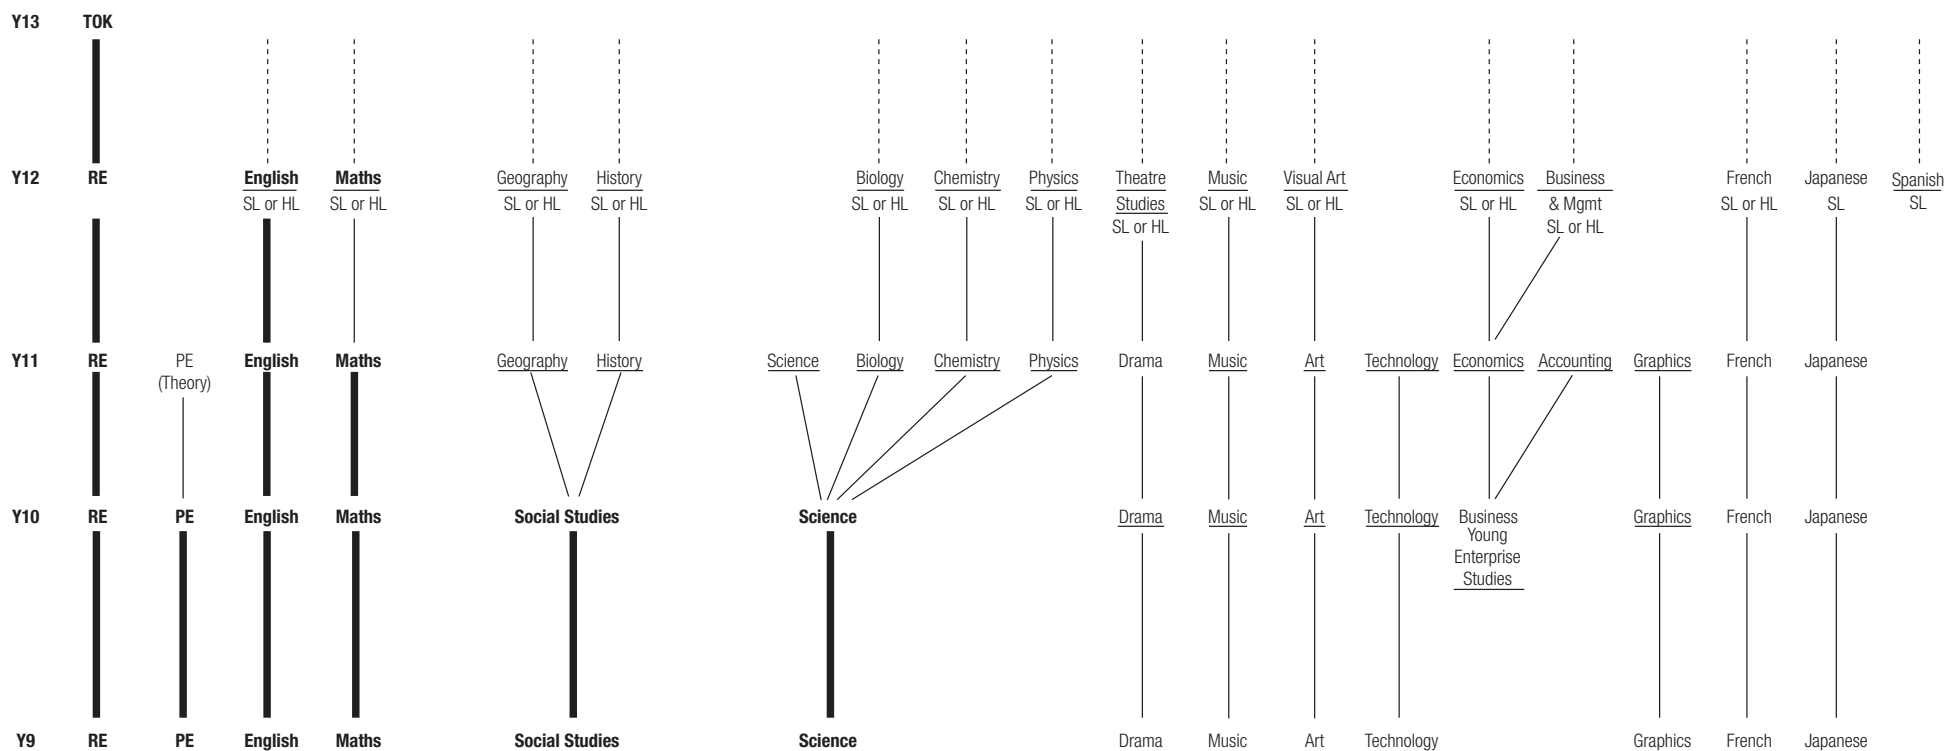 Y13 TOK
Y12 RE English Maths Geography History Biology Chemistry Physics Theatre Music Visual Art Economics Business French Japanese Spanish
SL or HL SL or HL SL or HL SL or HL SL or HL SL or HL SL or HL Studies SL or HL SL or HL SL or HL & Mgmt SL or HL SL SL
SL or HL SL or HL
Y11 RE PE English Maths Geography History Science Biology Chemistry Physics Drama Music Art Technology Economics Accounting Graphics French Japanese
(Theory)
Y10 RE PE English Maths Social Studies Science Drama Music Art Technology Business Graphics French Japanese
Young
Enterprise
Studies
Y9 RE PE English Maths Social Studies Science Drama Music Art Technology Graphics French Japanese